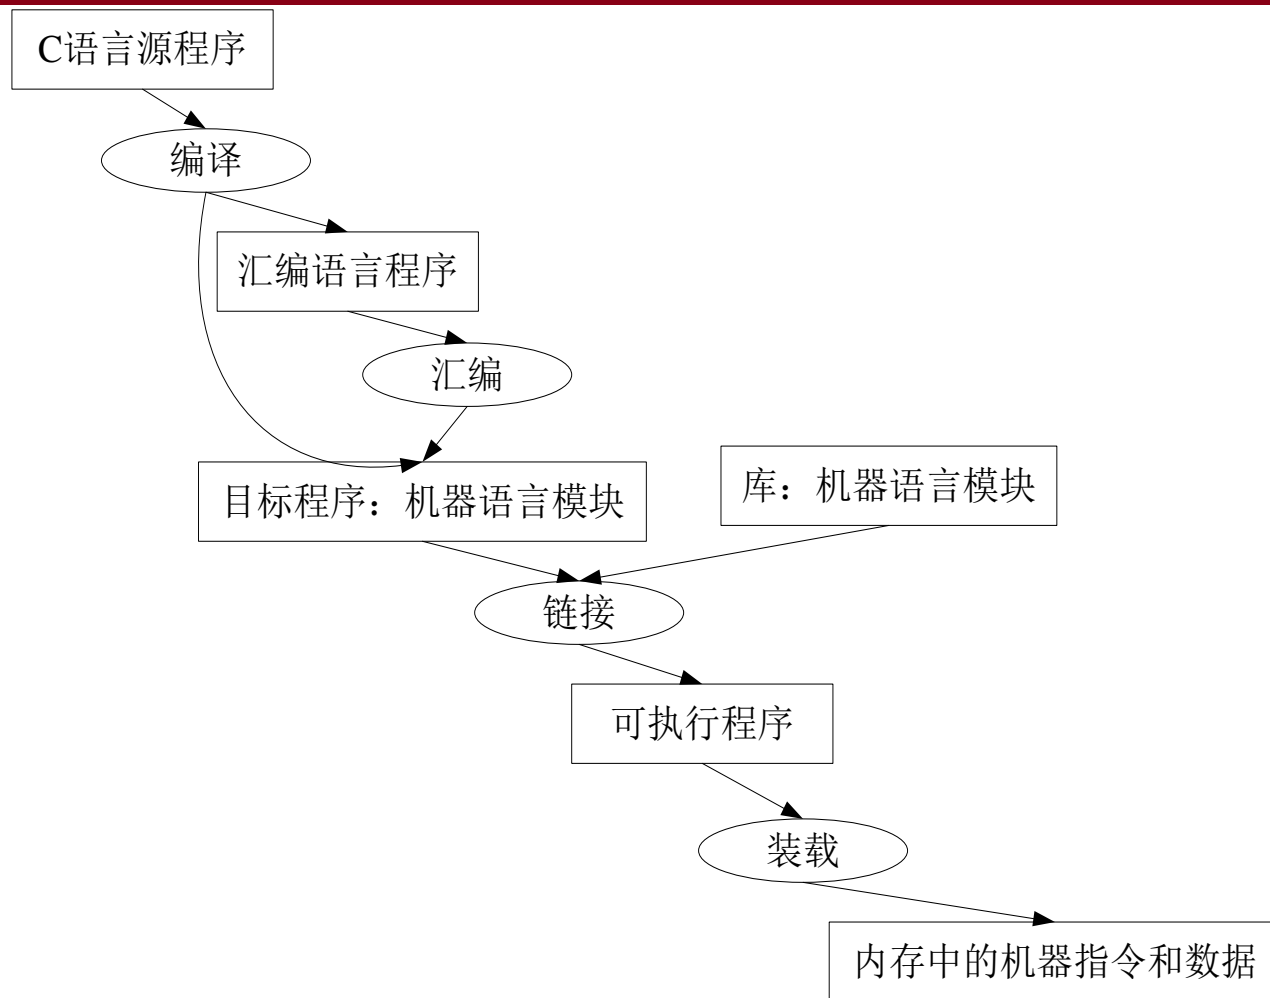 C语言源程序
编译
汇编语言程序
汇编
目标程序：机器语言模块
库：机器语言模块
链接
可执行程序
装载
内存中的机器指令和数据